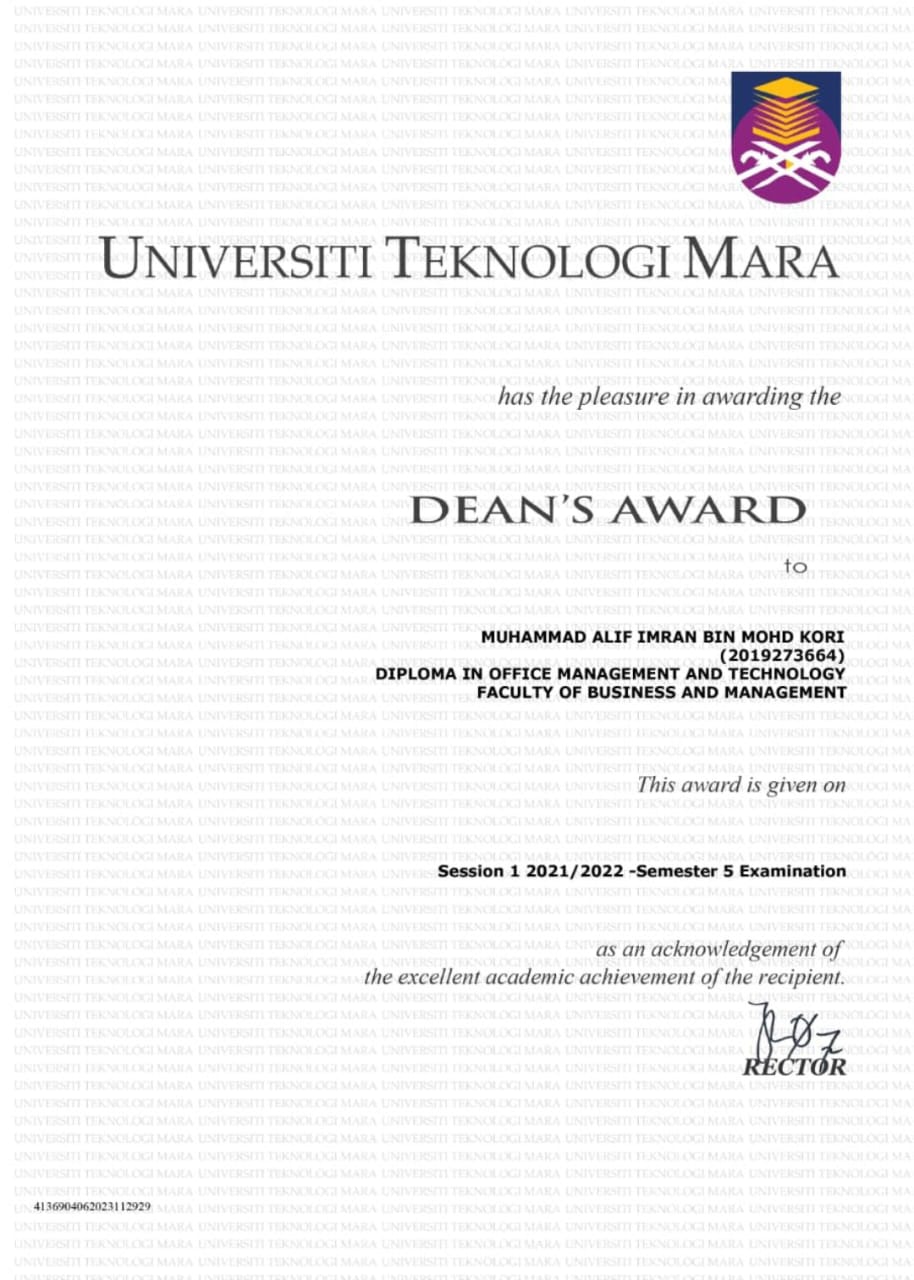 UNIVERSITI TEKNOLOGI MARA
has the pleasure in awarding the
DEAN'S AWARD
to
MUHAMMAD ALIF IMRAN BIN MOHD KORI
(2019273664)
DIPLOMA IN OFFICE MANAGEMENT AND TECHNOLOGY
FACULTY OF BUSINESS AND MANAGEMENT
This award is given on
Session 1 2021/2022 -Semester 5 Examination
as an acknowledgement of
the excellent academic achievement of the recipient.
RECTOR
4136904062023112929